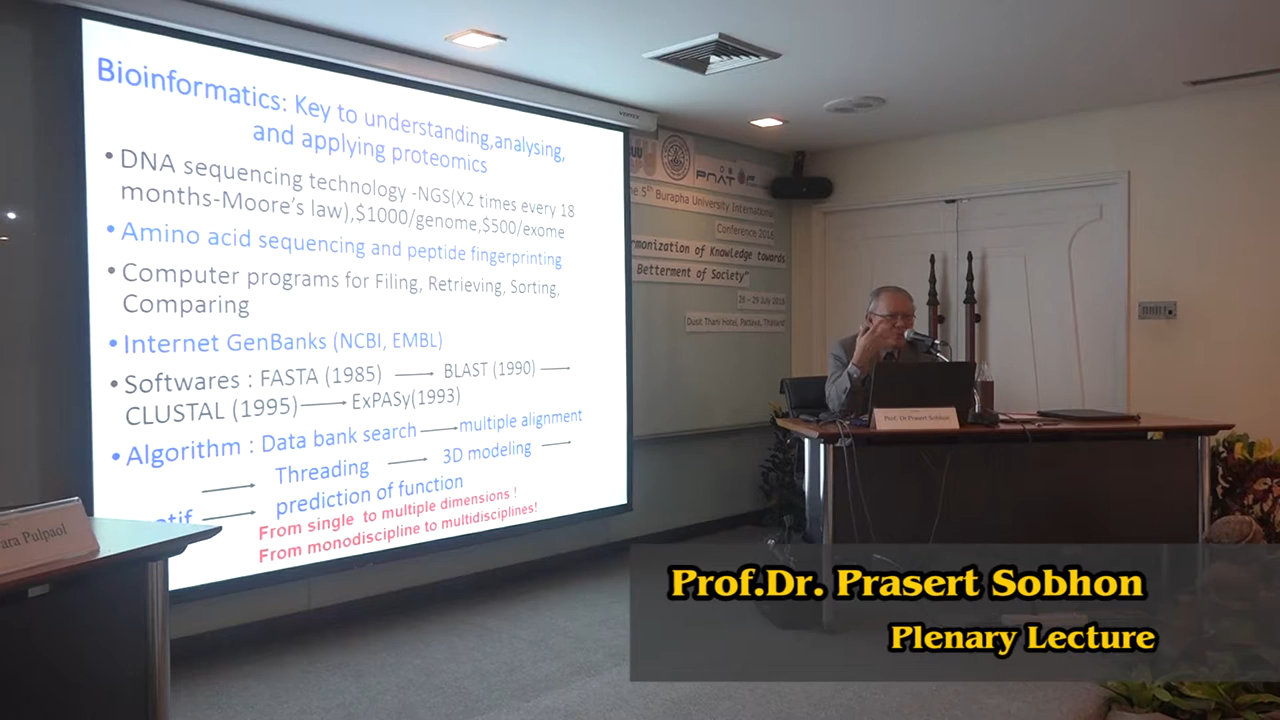 Bioinformatics: Key to understanding,analysing,
and applying proteomics
• DNA sequencing technology -NGS(X2 times every 18
months-Moore's law),$1000/genome,$500/exome
• Amino acid sequencing and peptide fingerprinting
• Computer programs for Filing, Retrieving, Sorting,
Comparing
• Internet GenBanks (NCBI, EMBL)
• Softwares : FASTA (1985) → BLAST (1990) →
CLUSTAL (1995) → ExPASy(1993)
• Algorithm : Data bank search → multiple alignment
→ Threading → 3D modeling →
→ prediction of function
From single to multiple dimensions !
From monodiscipline to multidisciplines!
5th Burapha University International
Conference 2016
of Knowledge towards
Betterment of Society"
- 29 July 2016
Dusit Thani Hotel, Pattaya, Thailand
Prof. Dr.Prasert Sobhon
Pulpaol
Prof.Dr. Prasert Sobhon
Plenary Lecture